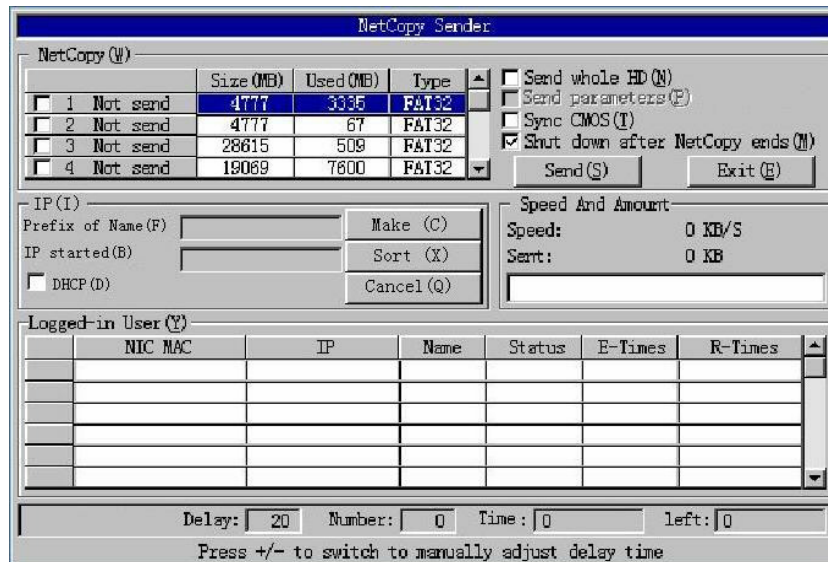 NetCopy Sender
NetCopy(W)
Size(MB) Used(MB) Type
1 Not send 4777 3335 FAT32
2 Not send 4777 67 FAT32
3 Not send 28615 509 FAT32
4 Not send 19069 7600 FAT32
Send whole HD(N)
Send parameters(P)
Sync CMOS(T)
Shut down after NetCopy ends(M)
Send(S) Exit(E)
IP(I)
Prefix of Name(F) Make (C)
IP started(B) Sort (X)
DHCP(D) Cancel(Q)
Speed And Amount
Speed: 0 KB/S
Sent: 0 KB
Logged-in User(Y)
NIC MAC IP Name Status E-Times R-Times
Delay: 20 Number: 0 Time: 0 left: 0
Press +/- to switch to manually adjust delay time